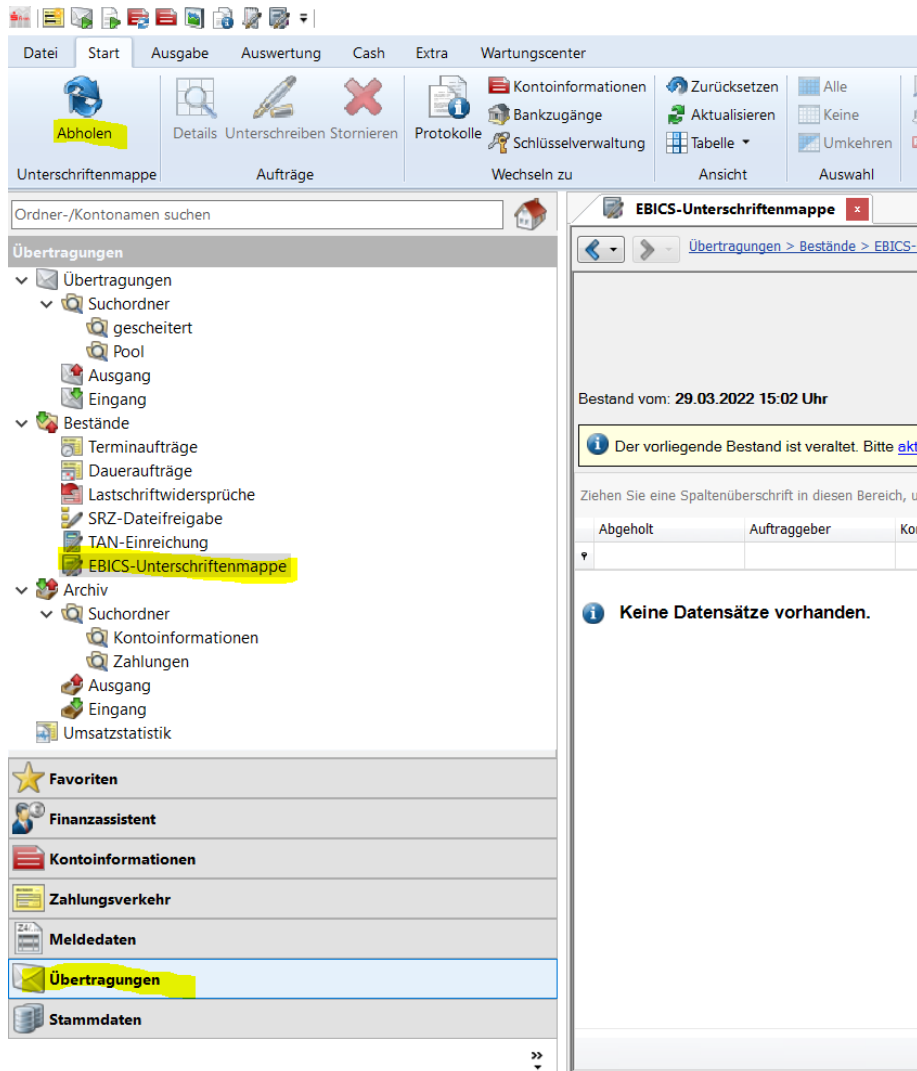 Datei Start Ausgabe Auswertung Cash Extra Wartungscenter
Abholen
Details Unterschreiben Stornieren
Protokolle
Kontoinformationen
Bankzugänge
Schlüsselverwaltung
Zurücksetzen
Aktualisieren
Tabelle
Alle
Keine
Umkehren
Unterschriftenmappe Aufträge Wechseln zu Ansicht Auswahl
Ordner-/Kontonamen suchen
Übertragungen
Übertragungen
Suchordner
gescheitert
Pool
Ausgang
Eingang
Bestände
Terminaufträge
Daueraufträge
Lastschriftwidersprüche
SRZ-Dateifreigabe
TAN-Einreichung
EBICS-Unterschriftenmappe
Archiv
Suchordner
Kontoinformationen
Zahlungen
Ausgang
Eingang
Umsatzstatistik
Favoriten
Finanzassistent
Kontoinformationen
Zahlungsverkehr
Meldedaten
Übertragungen
Stammdaten
EBICS-Unterschriftenmappe x
Übertragungen > Bestände > EBICS-
Bestand vom: 29.03.2022 15:02 Uhr
Der vorliegende Bestand ist veraltet. Bitte akt
Ziehen Sie eine Spaltenüberschrift in diesen Bereich, u
Abgeholt Auftraggeber Kon
Keine Datensätze vorhanden.